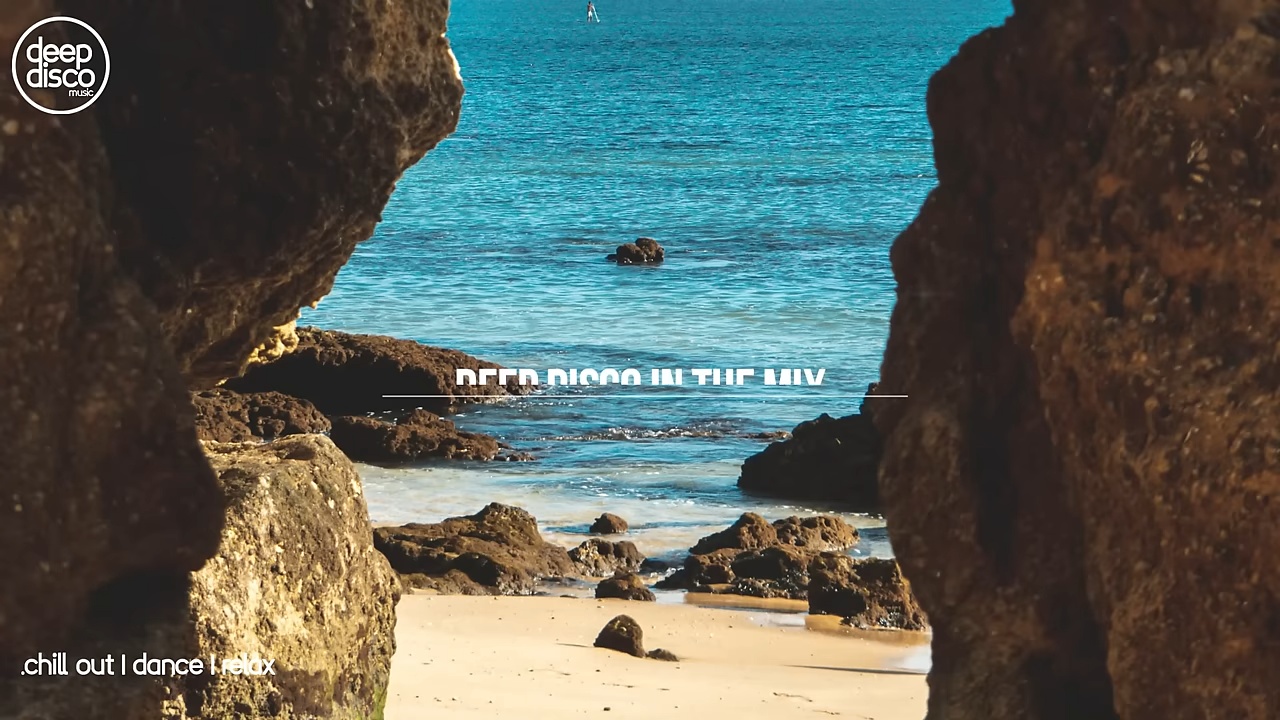 deep
disco
music
DEEP DISCO IN THE MIX
.chill out | dance | relax